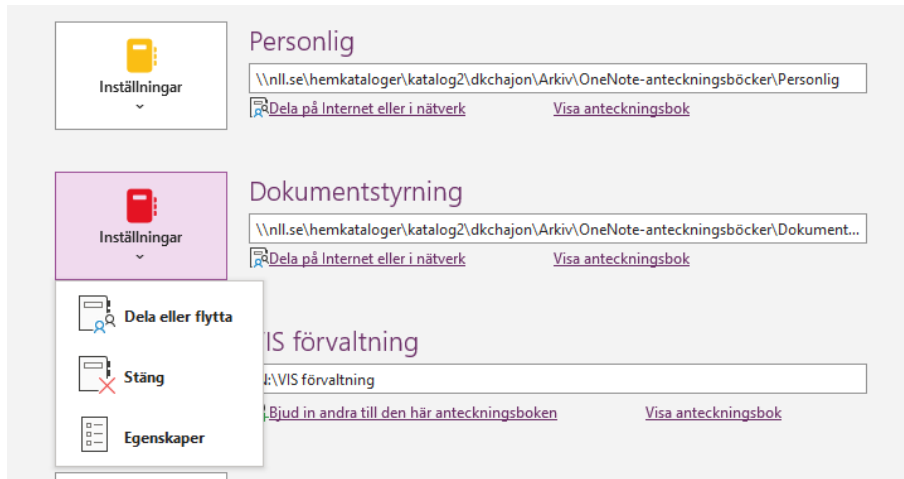 Personlig
Inställningar
\\nll.se\hemkataloger\katalog2\dkchajon\Arkiv\OneNote-anteckningsböcker\Personlig
Dela på Internet eller i nätverk Visa anteckningsbok
Dokumentstyrning
Inställningar
\\nll.se\hemkataloger\katalog2\dkchajon\Arkiv\OneNote-anteckningsböcker\Dokument...
Dela på Internet eller i nätverk Visa anteckningsbok
Dela eller flytta
Stäng
Egenskaper
IS förvaltning
:\VIS förvaltning
Bjud in andra till den här anteckningsboken Visa anteckningsbok